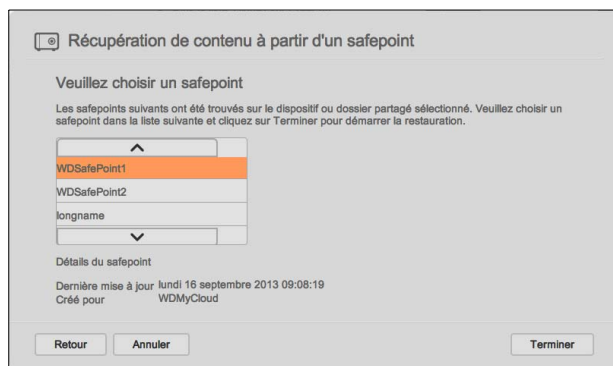 Récupération de contenu à partir d'un safepoint
Veuillez choisir un safepoint
Les safepoints suivants ont été trouvés sur le dispositif ou dossier partagé sélectionné. Veuillez choisir un
safepoint dans la liste suivante et cliquez sur Terminer pour démarrer la restauration.
WDSafePoint1
WDSafePoint2
longname
Détails du safepoint
Dernière mise à jour lundi 16 septembre 2013 09:08:19
Créé pour WDMyCloud
Retour Annuler Terminer